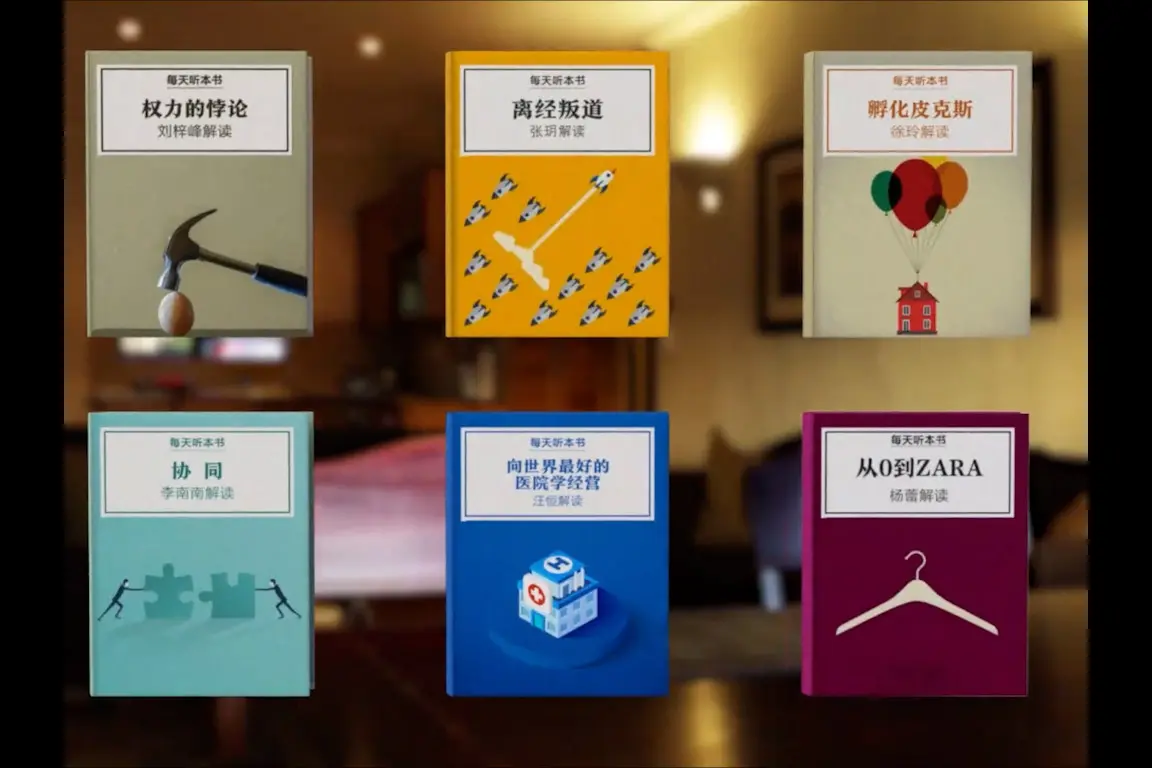 每天听本书
权力的悖论
刘梓峰解读
每天听本书
离经叛道
张玥解读
每天听本书
孵化皮克斯
徐玲解读
每天听本书
协 同
李南南解读
每天听本书
向世界最好的
医院学经营
汪恒解读
每天听本书
从0到ZARA
杨蕾解读
H